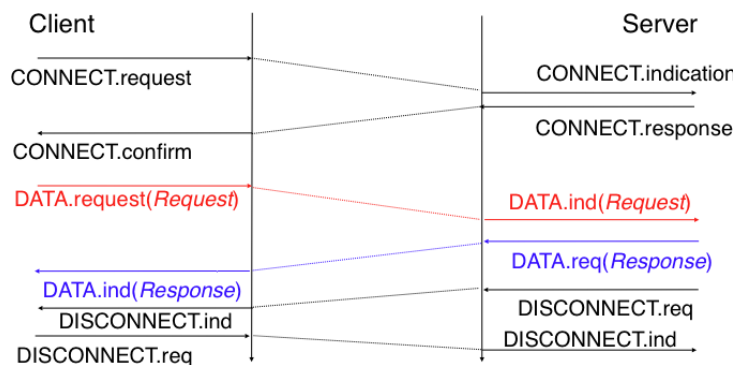 Client
Server
CONNECT.request
CONNECT.indication
CONNECT.response
CONNECT.confirm
DATA.request(Request)
DATA.ind(Request)
DATA.req(Response)
DATA.ind(Response)
DISCONNECT.req
DISCONNECT.ind
DISCONNECT.ind
DISCONNECT.req